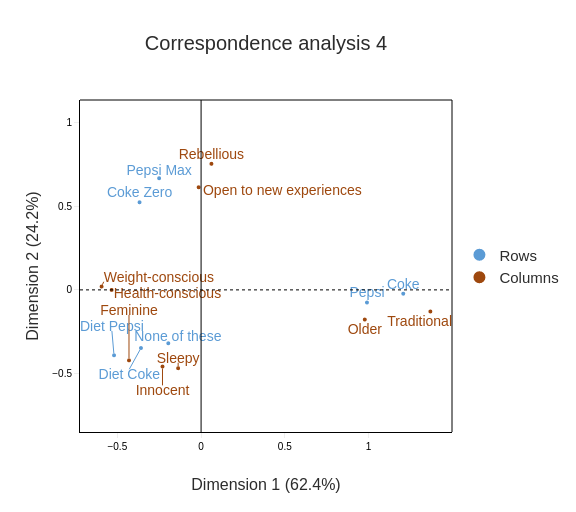 Correspondence analysis 4
1
Rebellious
Pepsi Max
Coke Zero
Open to new experiences
0.5
Dimension 2 (24.2%)
Rows
Columns
Weight-conscious
Health-conscious
0
Coke
Pepsi
Feminine
Traditional
Older
Diet Pepsi
None of these
Sleepy
Diet Coke
−0.5
Innocent
−0.5
0
0.5
1
Dimension 1 (62.4%)